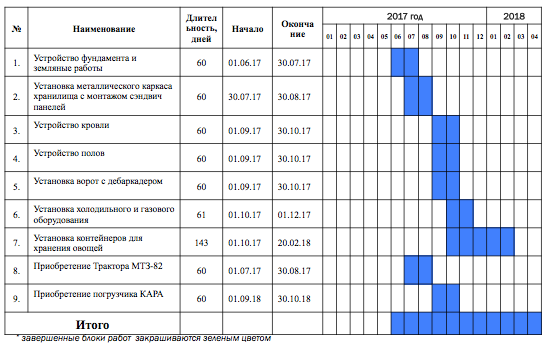 № Наименование Длительность, дней Начало Окончание 2017 год 2018
01 02 03 04 05 06 07 08 09 10 11 12 01 02 03 04
1. Устройство фундамента и земляные работы 60 01.06.17 30.07.17
2. Установка металлического каркаса хранилища с монтажом сэндвич панелей 60 30.07.17 30.08.17
3. Устройство кровли 60 01.09.17 30.10.17
4. Устройство полов 60 01.09.17 30.10.17
5. Установка ворот с дебаркадером 60 01.09.17 30.10.17
6. Установка холодильного и газового оборудования 61 01.10.17 01.12.17
7. Установка контейнеров для хранения овощей 143 01.10.17 20.02.18
8. Приобретение Трактора МТЗ-82 60 01.07.17 30.08.17
9. Приобретение погрузчика КАРА 60 01.09.18 30.10.18
Итого
* завершенные блоки работ закрашиваются зеленым цветом